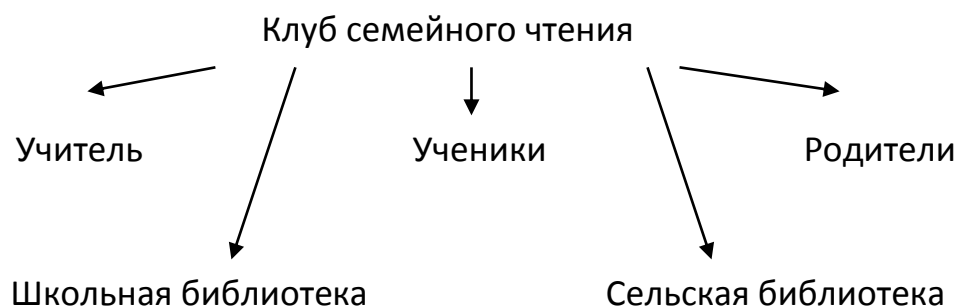 Клуб семейного чтения
Учитель Ученики Родители
Школьная библиотека Сельская библиотека